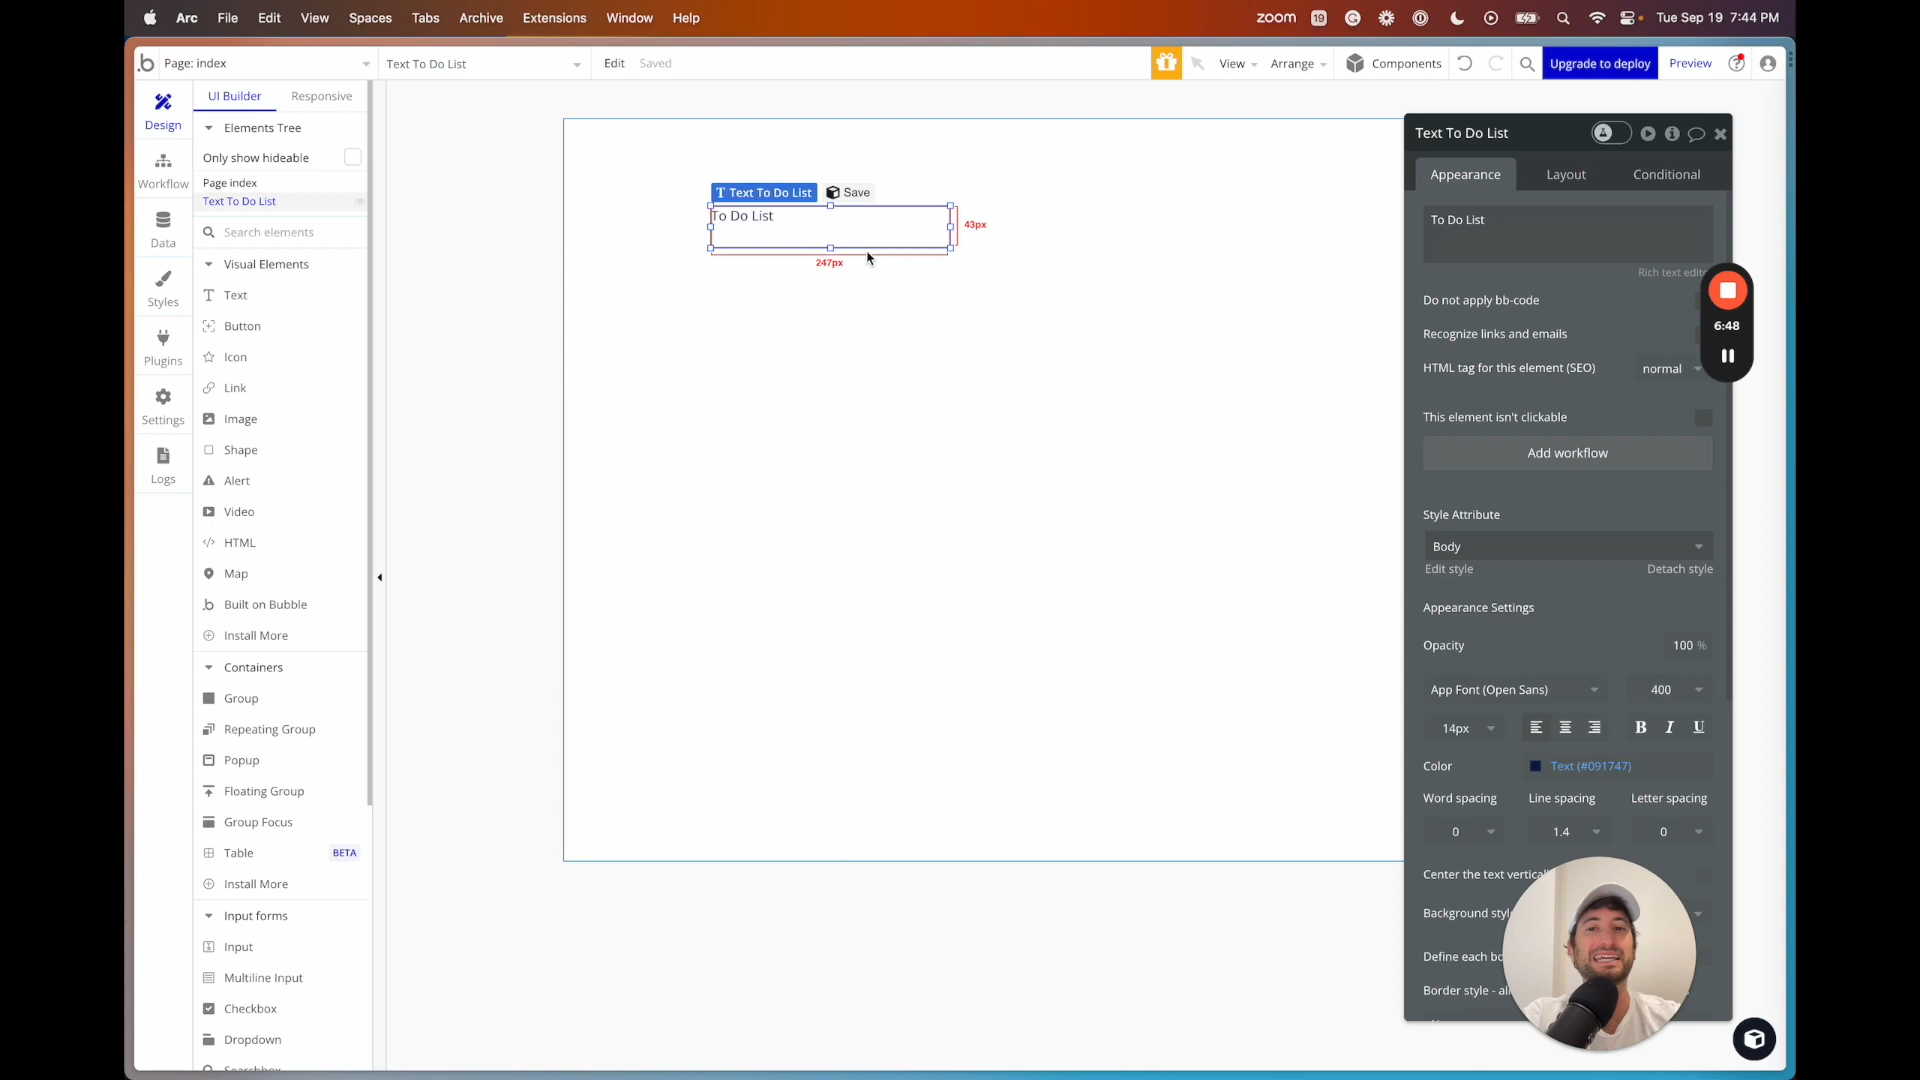 Arc File Edit View Spaces Tabs Archive Extensions Window Help
zoom 19 Tue Sep 19 7:44 PM
Page: index
Text To Do List
Edit Saved
View Arrange Components Upgrade to deploy Preview
Design
Workflow
Data
Styles
Plugins
Settings
Logs
UI Builder Responsive
Elements Tree
Only show hideable
Page index
Text To Do List
Search elements
Visual Elements
Text
Button
Icon
Link
Image
Shape
Alert
Video
HTML
Map
Built on Bubble
Install More
Containers
Group
Repeating Group
Popup
Floating Group
Group Focus
Table BETA
Install More
Input forms
Input
Multiline Input
Checkbox
Dropdown
Searchbox
Text To Do List Save
To Do List
43px
247px
Text To Do List
Appearance Layout Conditional
To Do List
Rich text edit
Do not apply bb-code
Recognize links and emails
HTML tag for this element (SEO) normal
This element isn't clickable
Add workflow
Style Attribute
Body
Edit style Detach style
Appearance Settings
Opacity 100 %
App Font (Open Sans) 400
14px B I U
Color Text (#091747)
Word spacing Line spacing Letter spacing
0 1.4 0
Center the text vertical
Background sty
Define each bo
Border style - al
6:48